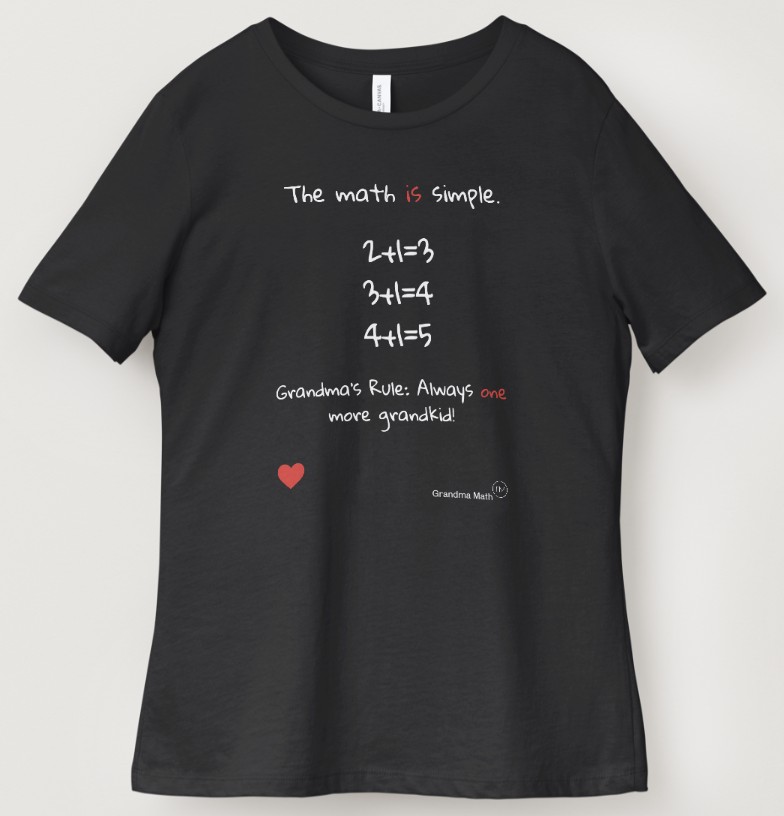 The math is simple.
2+1=3
3+1=4
4+1=5
Grandma's Rule: Always one
more grandkid!
Grandma Math